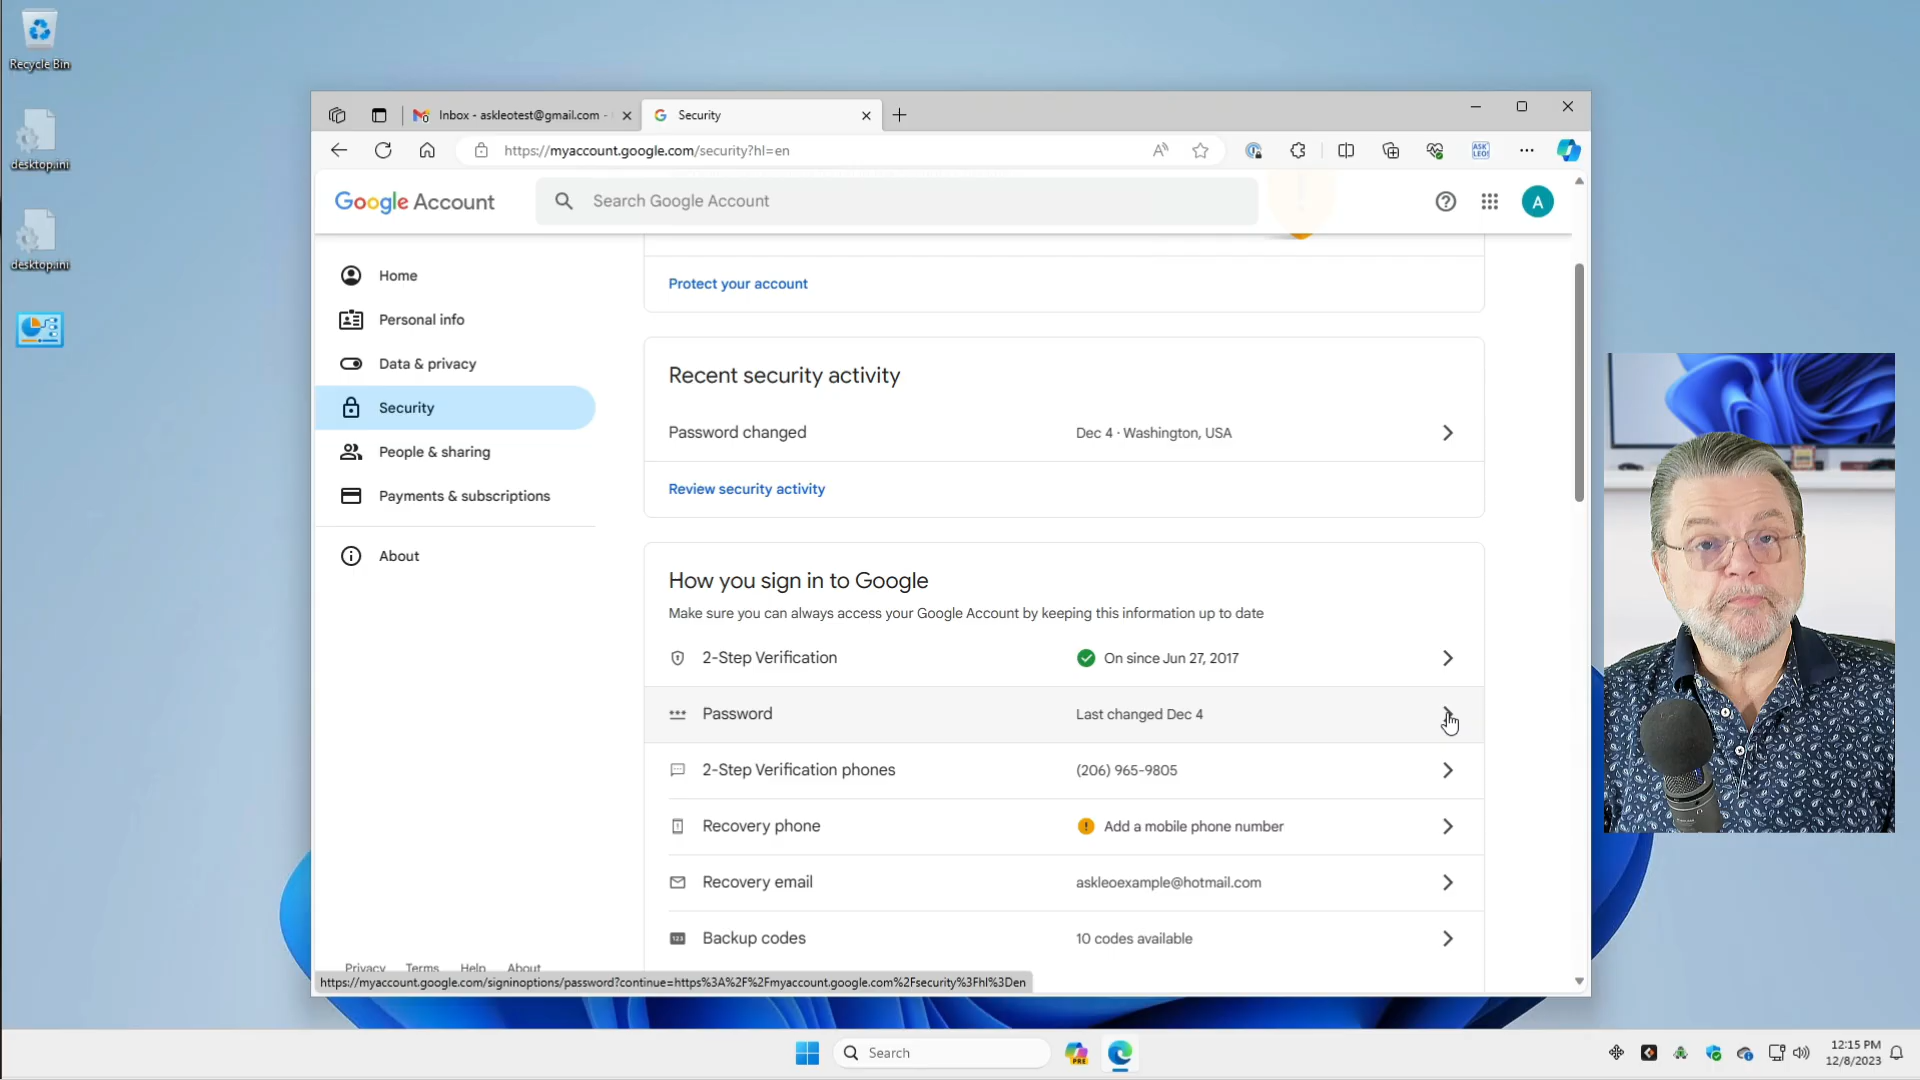 Recycle Bin
desktop.ini
desktop.ini
Inbox - askleotest@gmail.com -
Security
https://myaccount.google.com/security?hl=en
ASK
LEO!
Google Account
Search Google Account
A
Home
Personal info
Data & privacy
Security
People & sharing
Payments & subscriptions
About
Protect your account
Recent security activity
Password changed
Dec 4 · Washington, USA
Review security activity
How you sign in to Google
Make sure you can always access your Google Account by keeping this information up to date
2-Step Verification
On since Jun 27, 2017
Password
Last changed Dec 4
2-Step Verification phones
(206) 965-9805
Recovery phone
Add a mobile phone number
Recovery email
askleoexample@hotmail.com
Backup codes
10 codes available
Privacy Terms Help About
https://myaccount.google.com/signinoptions/password?continue=https%3A%2F%2Fmyaccount.google.com%2Fsecurity%3Fhl%3Den
Search
PRE
12:15 PM
12/8/2023